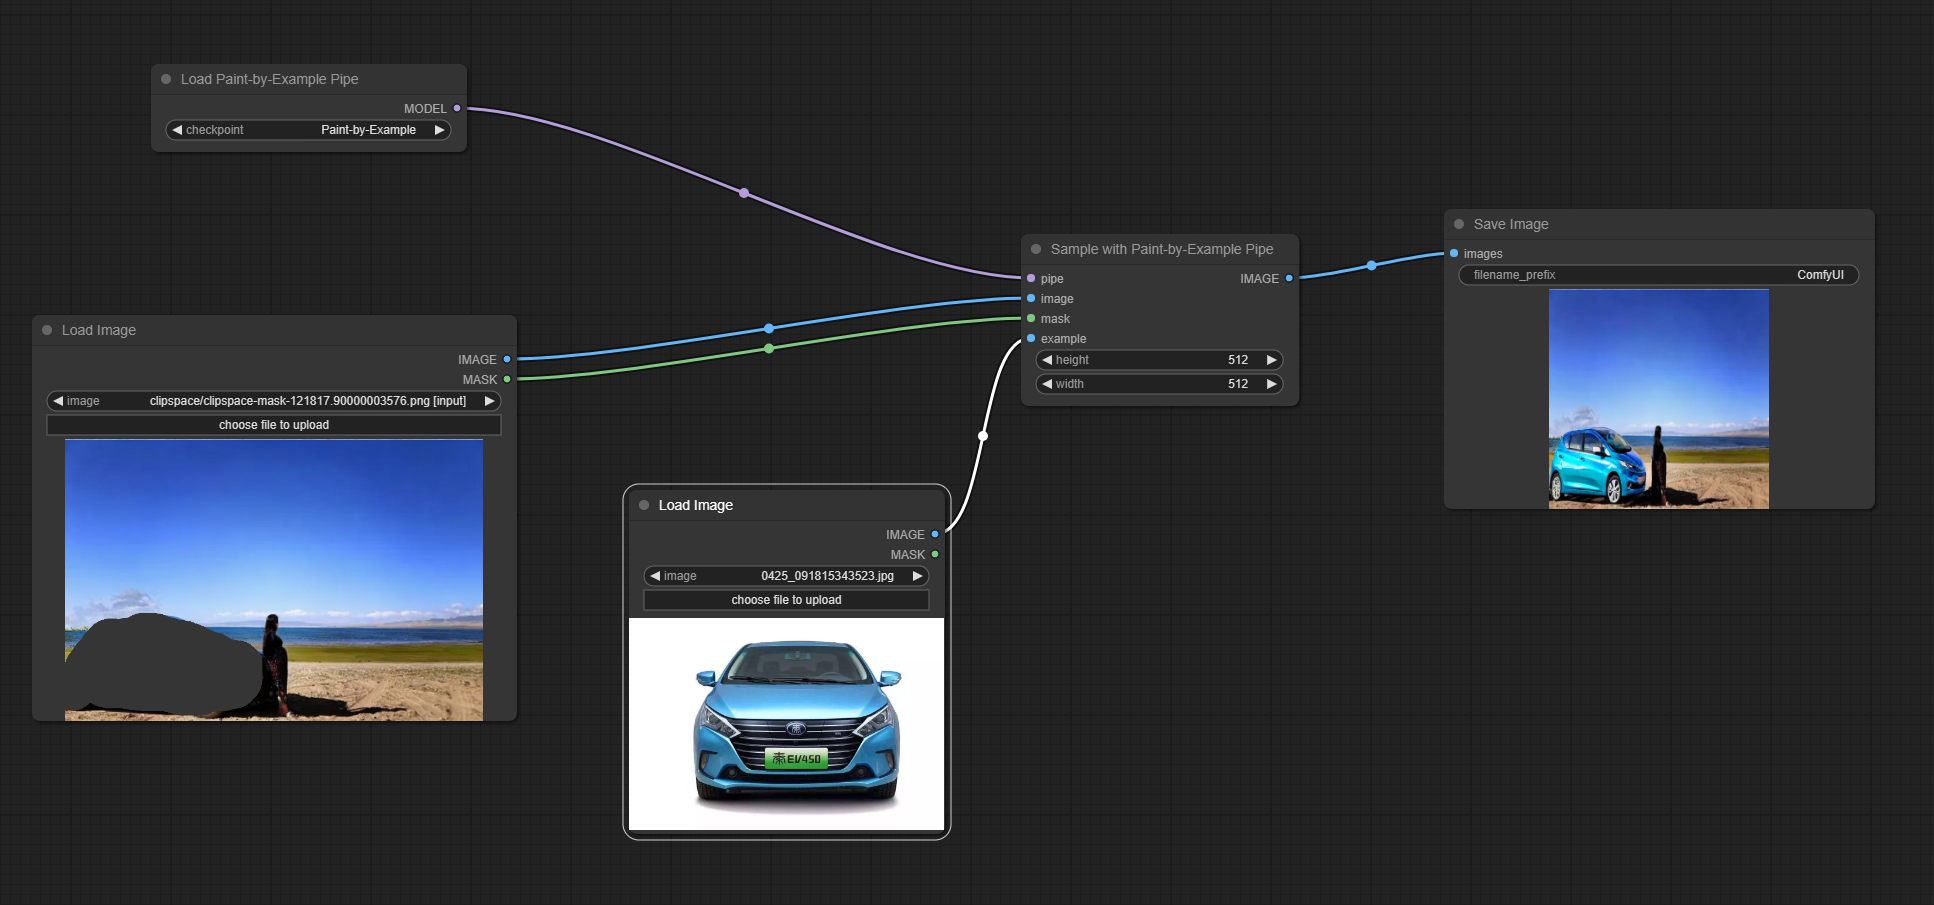 Load Paint-by-Example Pipe
MODEL
checkpoint Paint-by-Example
Load Image
IMAGE
MASK
image clipspace/clipspace-mask-121817.90000003576.png [input]
choose file to upload
Load Image
IMAGE
MASK
image 0425_091815343523.jpg
choose file to upload
秦EV450
Sample with Paint-by-Example Pipe
pipe IMAGE
image
mask
example
height 512
width 512
Save Image
images
filename_prefix ComfyUI